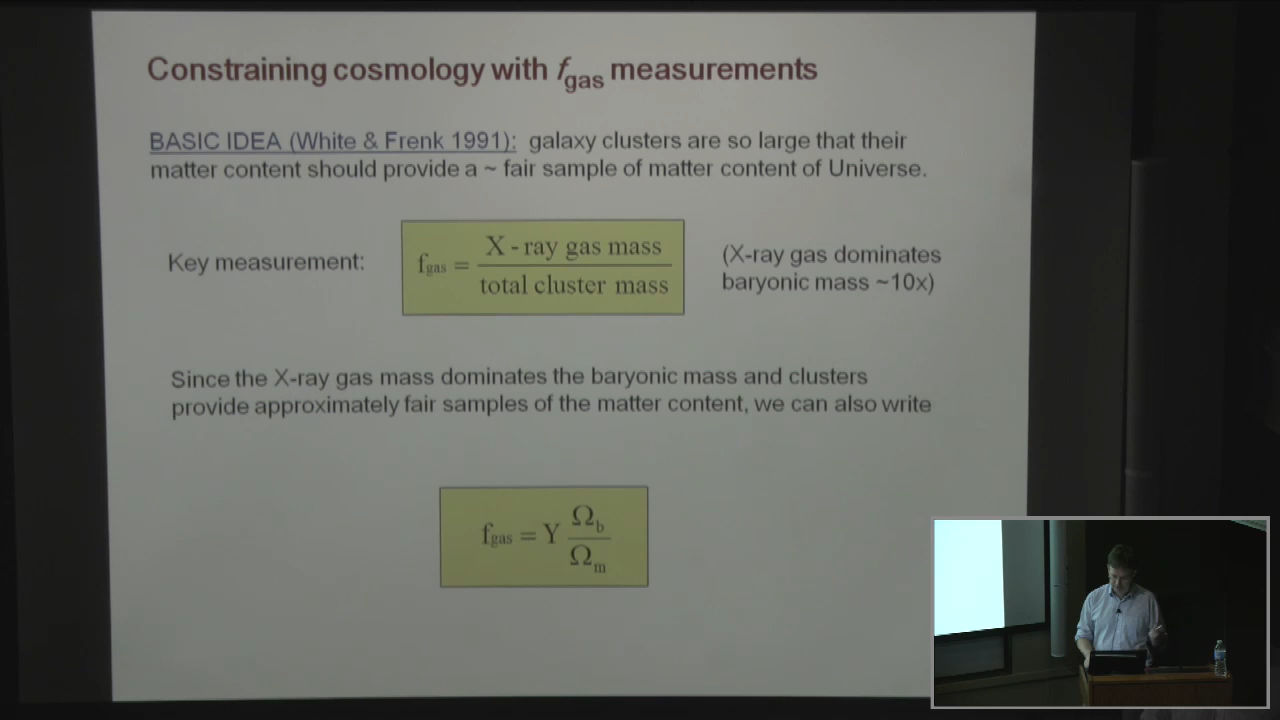 Constraining cosmology with fgas measurements
BASIC IDEA (White & Frenk 1991): galaxy clusters are so large that their
matter content should provide a ~ fair sample of matter content of Universe.
Key measurement:
fgas = X - ray gas mass
total cluster mass
(X-ray gas dominates
baryonic mass ~10x)
Since the X-ray gas mass dominates the baryonic mass and clusters
provide approximately fair samples of the matter content, we can also write
fgas = Υ Ωb
Ωm